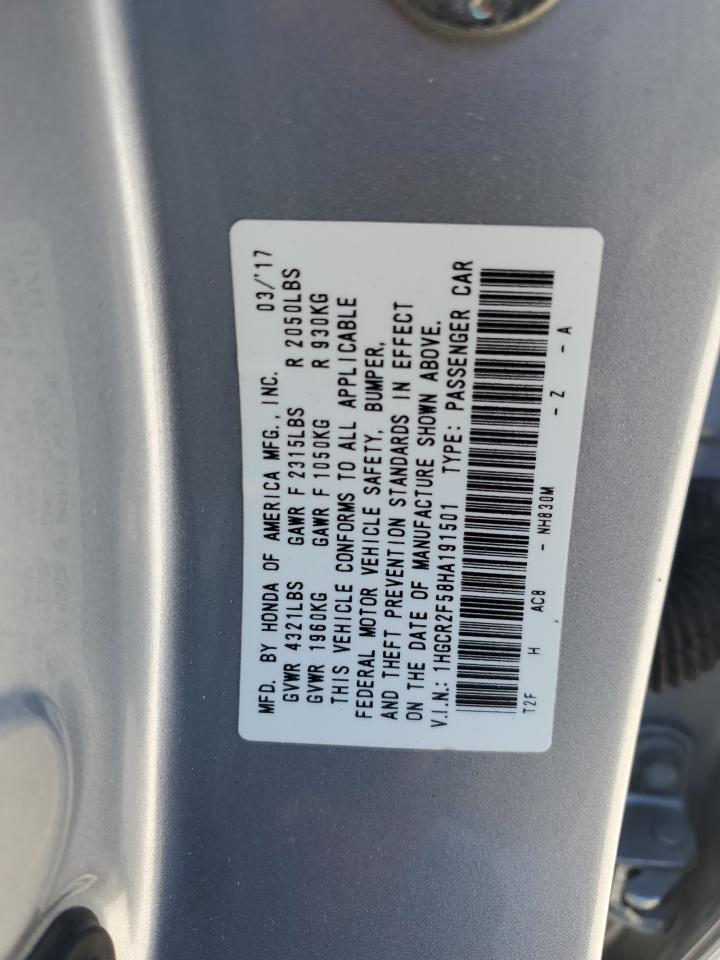 MFD. BY HONDA OF AMERICA MFG., INC. 03/'17
GVWR 4321LBS GAWR F 2315LBS R 2050LBS
GVWR 1960KG GAWR F 1050KG R 930KG
THIS VEHICLE CONFORMS TO ALL APPLICABLE
FEDERAL MOTOR VEHICLE SAFETY, BUMPER,
AND THEFT PREVENTION STANDARDS IN EFFECT
ON THE DATE OF MANUFACTURE SHOWN ABOVE.
V.I.N.: 1HGCR2F58HA191501 TYPE: PASSENGER CAR
T2F H AC8 - NH830M - Z - A